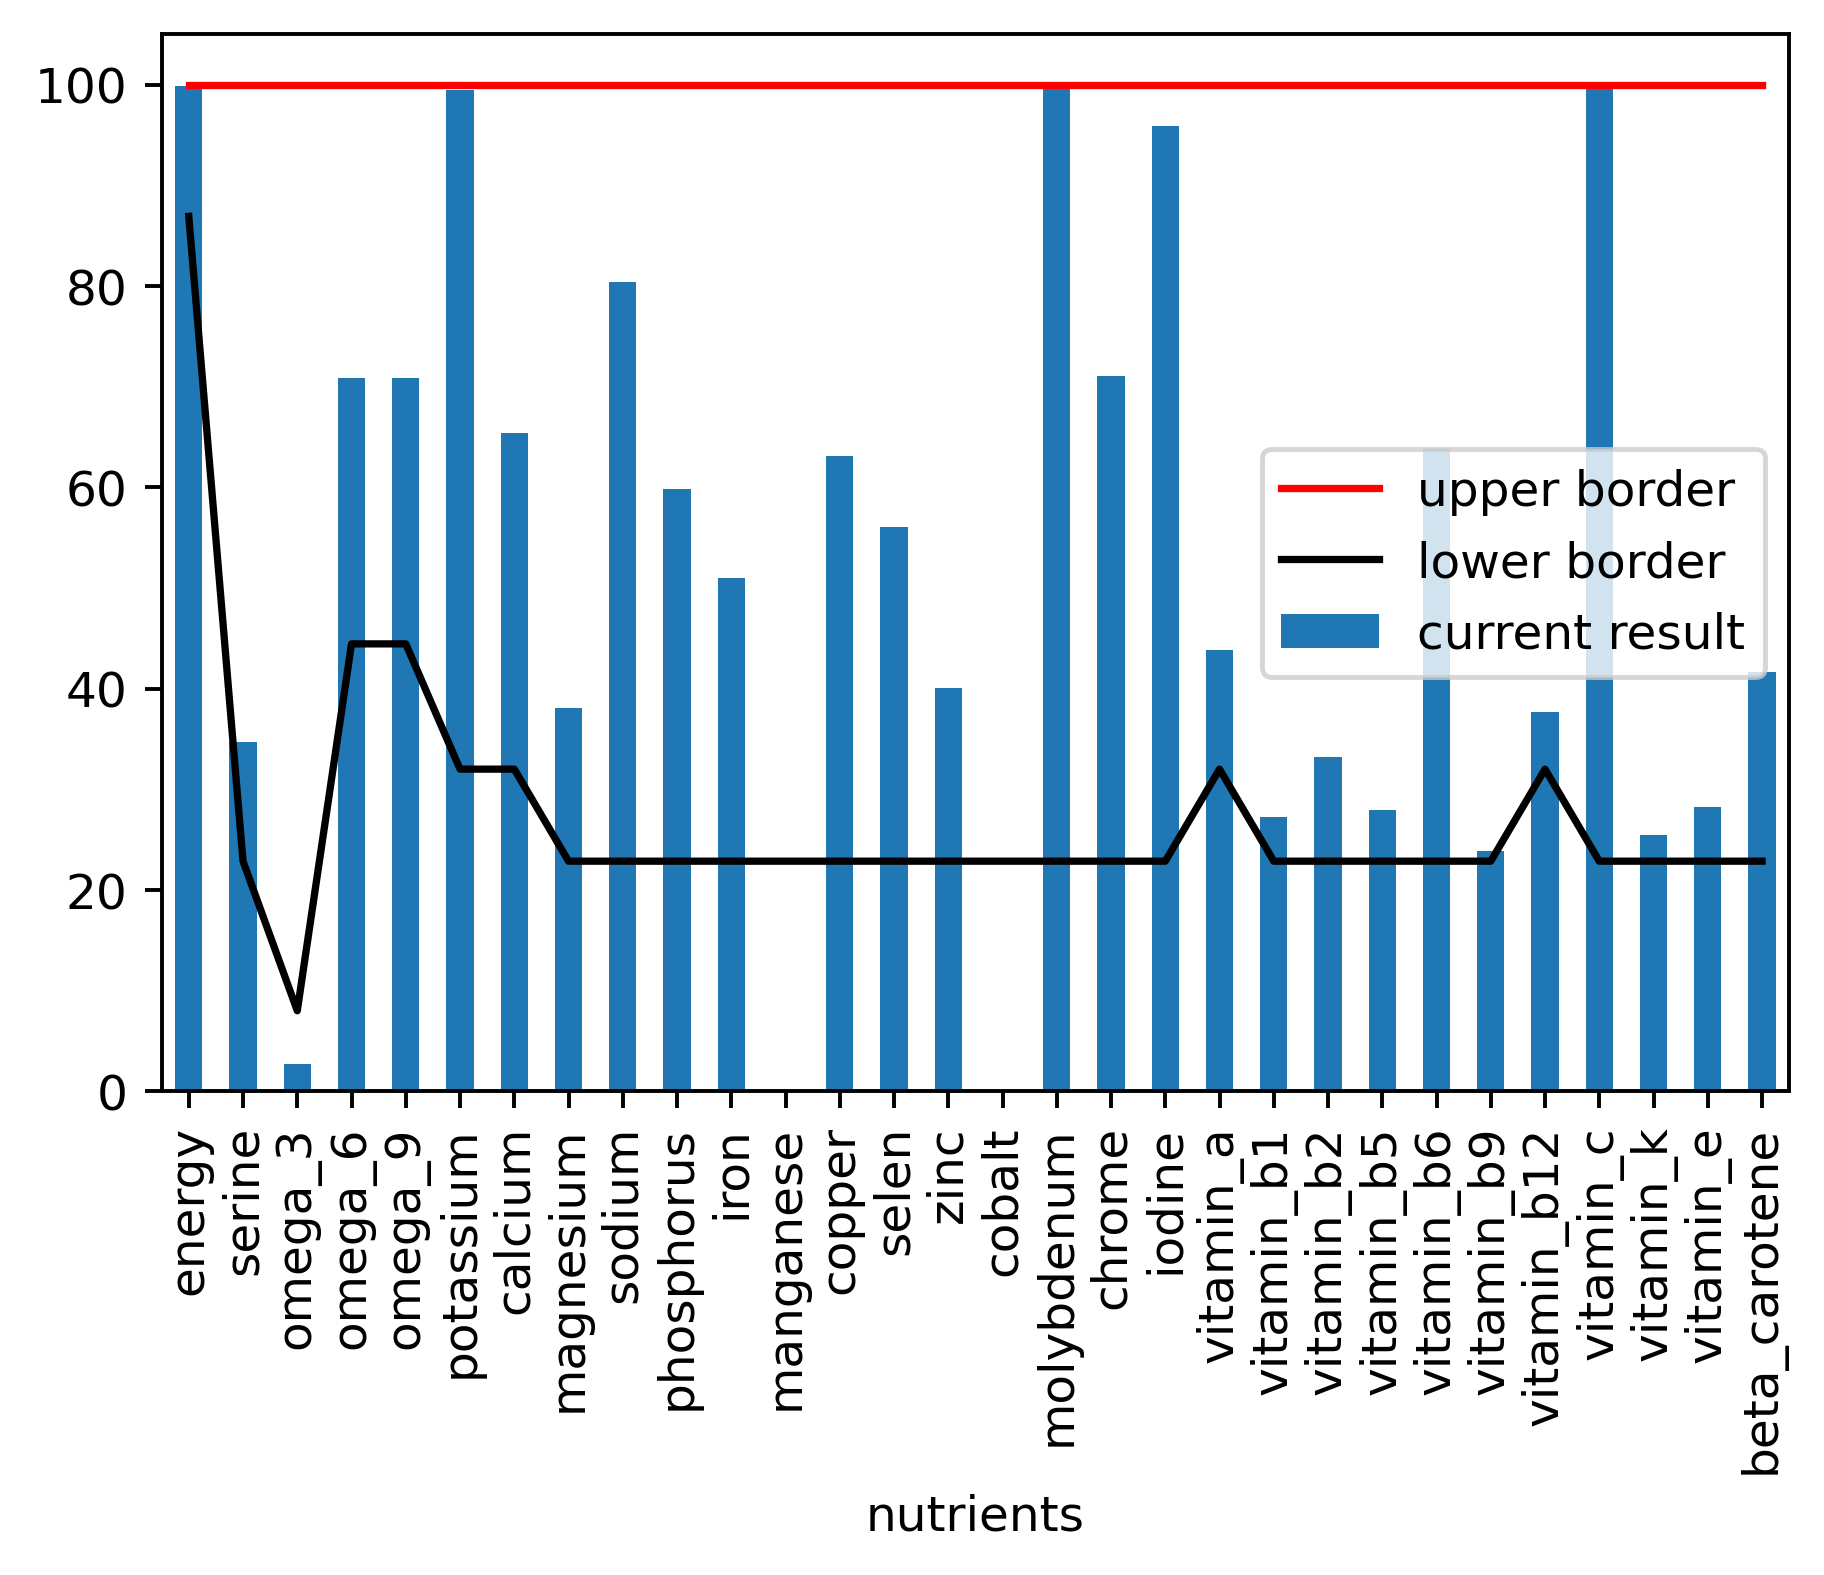 100
80
60
40
20
0
upper border
lower border
current result
energy
serine
omega_3
omega_6
omega_9
potassium
calcium
magnesium
sodium
phosphorus
iron
manganese
copper
selen
zinc
cobalt
molybdenum
chrome
iodine
vitamin_a
vitamin_b1
vitamin_b2
vitamin_b5
vitamin_b6
vitamin_b9
vitamin_b12
vitamin_c
vitamin_k
vitamin_e
beta_carotene
nutrients